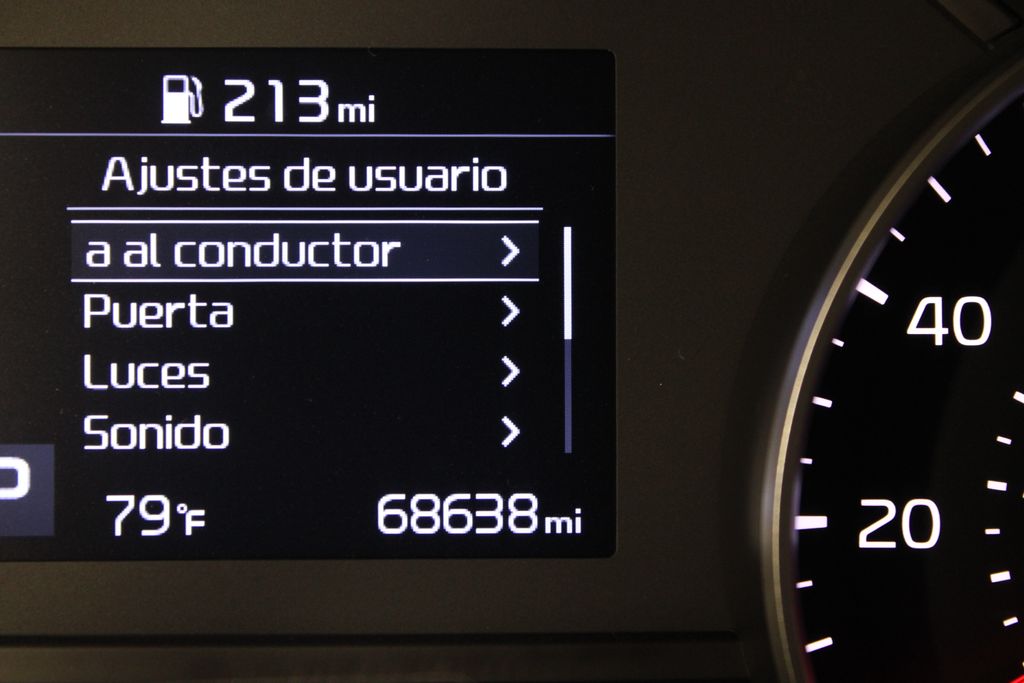 213 mi
Ajustes de usuario
a al conductor
Puerta
Luces
Sonido
79°F 68638 mi
40
20